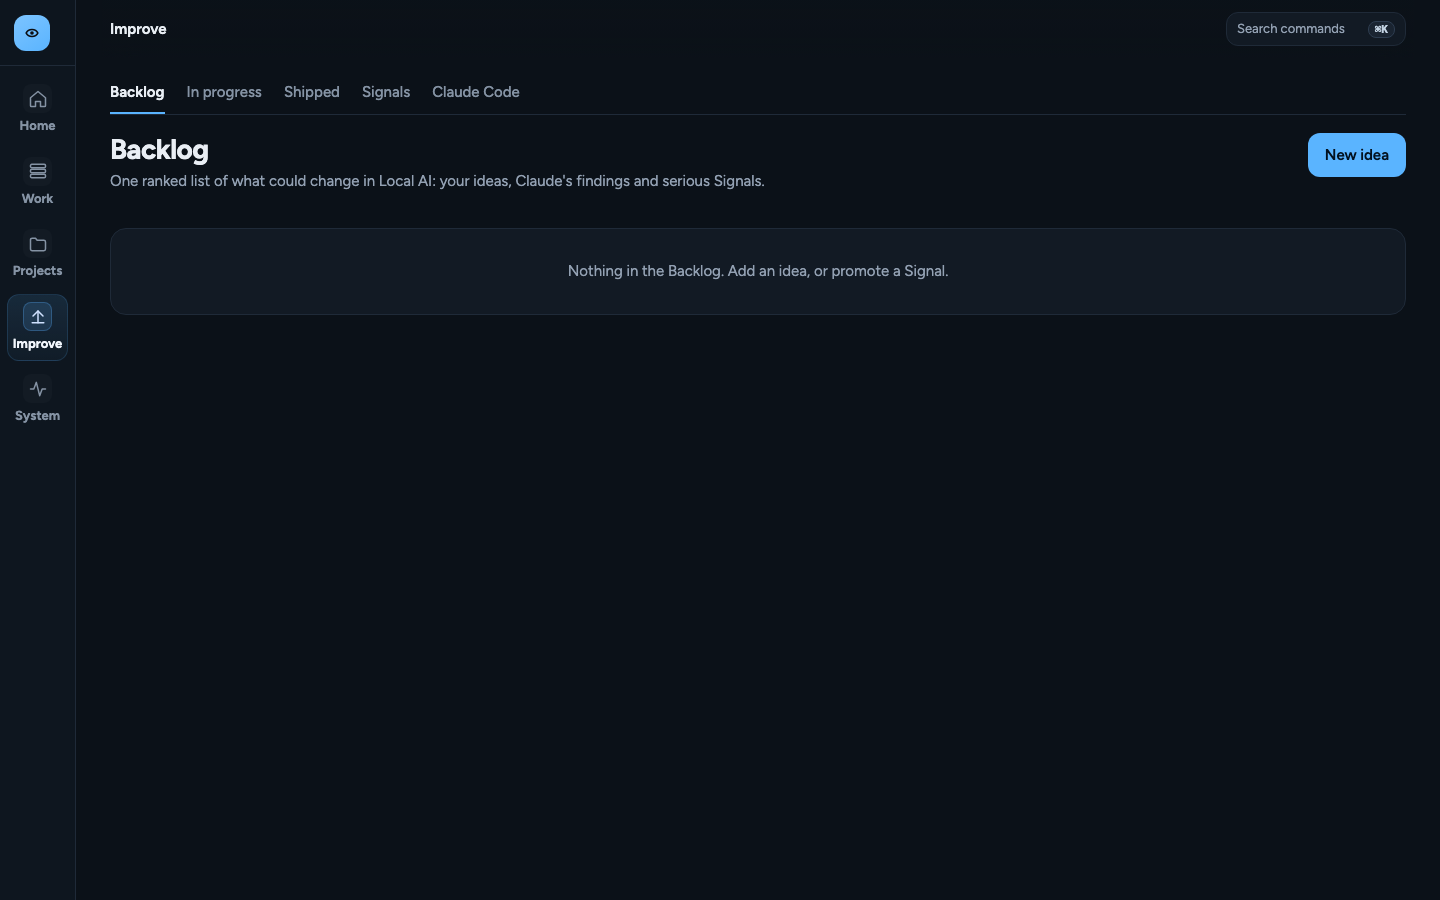 Improve
Search commands ⌘K
Home
Work
Projects
Improve
System
Backlog In progress Shipped Signals Claude Code
Backlog
New idea
One ranked list of what could change in Local AI: your ideas, Claude's findings and serious Signals.
Nothing in the Backlog. Add an idea, or promote a Signal.